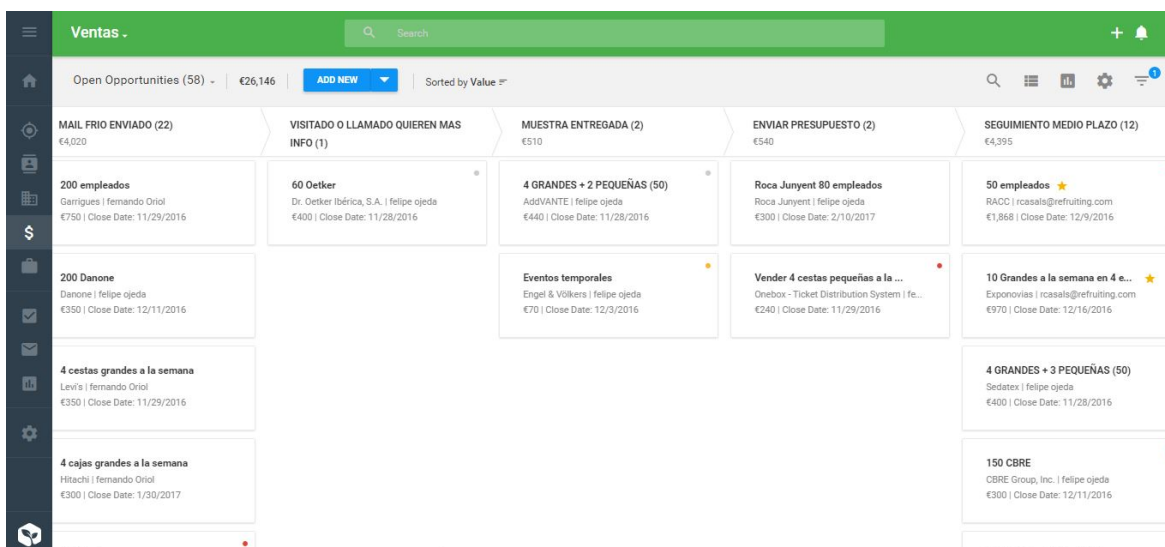 Ventas
Search
Open Opportunities (58)
€26,146
ADD NEW
Sorted by Value
1
MAIL FRIO ENVIADO (22)
€4,020
VISITADO O LLAMADO QUIEREN MAS
INFO (1)
MUESTRA ENTREGADA (2)
€510
ENVIAR PRESUPUESTO (2)
€540
SEGUIMIENTO MEDIO PLAZO (12)
€4,395
200 empleados
Garrigues | fernando Oriol
€750 | Close Date: 11/29/2016
200 Danone
Danone | felipe ojeda
€350 | Close Date: 12/11/2016
4 cestas grandes a la semana
Levi's | fernando Oriol
€350 | Close Date: 11/29/2016
4 cajas grandes a la semana
Hitachi | fernando Oriol
€300 | Close Date: 1/30/2017
60 Oetker
Dr. Oetker Ibérica, S.A. | felipe ojeda
€400 | Close Date: 11/28/2016
4 GRANDES + 2 PEQUEÑAS (50)
AddVANTE | felipe ojeda
€440 | Close Date: 11/28/2016
Eventos temporales
Engel & Völkers | felipe ojeda
€70 | Close Date: 12/3/2016
Roca Junyent 80 empleados
Roca Junyent | felipe ojeda
€300 | Close Date: 2/10/2017
Vender 4 cestas pequeñas a la ...
Onebox - Ticket Distribution System | fe...
€240 | Close Date: 11/29/2016
50 empleados
RACC | rcasals@refruiting.com
€1,868 | Close Date: 12/9/2016
10 Grandes a la semana en 4 e...
Exponovias | rcasals@refruiting.com
€970 | Close Date: 12/16/2016
4 GRANDES + 3 PEQUEÑAS (50)
Sedatex | felipe ojeda
€400 | Close Date: 11/28/2016
150 CBRE
CBRE Group, Inc. | felipe ojeda
€300 | Close Date: 12/11/2016